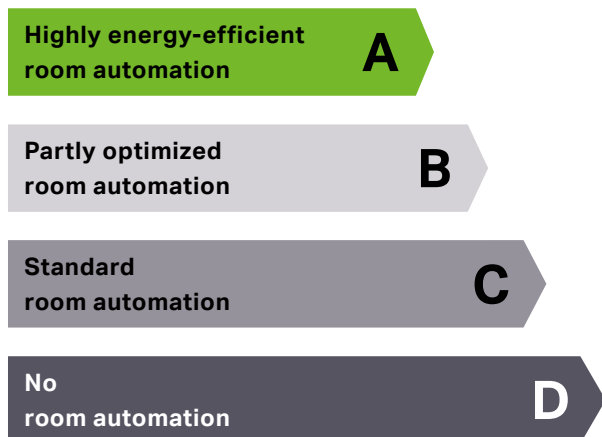 Highly energy-efficient
room automation
A
Partly optimized
room automation
B
Standard
room automation
C
No
room automation
D